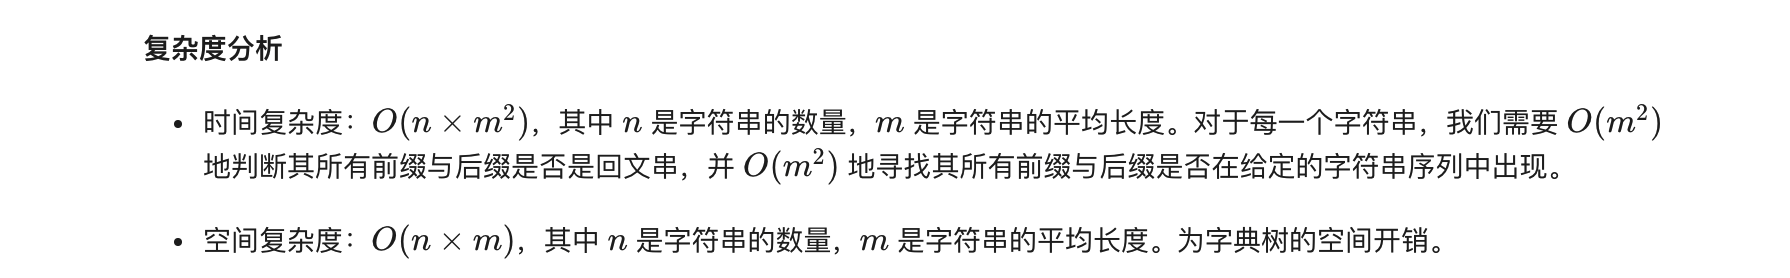 复杂度分析
• 时间复杂度：O(n × m²)，其中 n 是字符串的数量，m 是字符串的平均长度。对于每一个字符串，我们需要 O(m²)
地判断其所有前缀与后缀是否是回文串，并 O(m²) 地寻找其所有前缀与后缀是否在给定的字符串序列中出现。
• 空间复杂度：O(n × m)，其中 n 是字符串的数量，m 是字符串的平均长度。为字典树的空间开销。